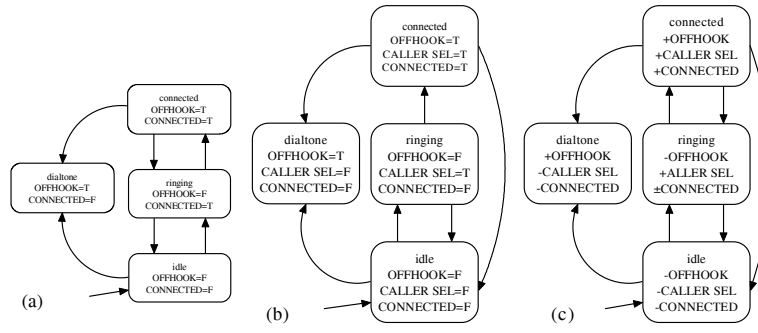 connected
OFFHOOK=T
CONNECTED=T
dialtone
OFFHOOK=T
CONNECTED=F
ringing
OFFHOOK=F
CONNECTED=T
idle
OFFHOOK=F
CONNECTED=F
(a)
connected
OFFHOOK=T
CALLER SEL=T
CONNECTED=T
dialtone
OFFHOOK=T
CALLER SEL=F
CONNECTED=F
ringing
OFFHOOK=F
CALLER SEL=T
CONNECTED=F
idle
OFFHOOK=F
CALLER SEL=F
CONNECTED=F
(b)
connected
+OFFHOOK
+CALLER SEL
+CONNECTED
dialtone
+OFFHOOK
-CALLER SEL
-CONNECTED
ringing
-OFFHOOK
+ALLER SEL
±CONNECTED
idle
-OFFHOOK
-CALLER SEL
-CONNECTED
(c)